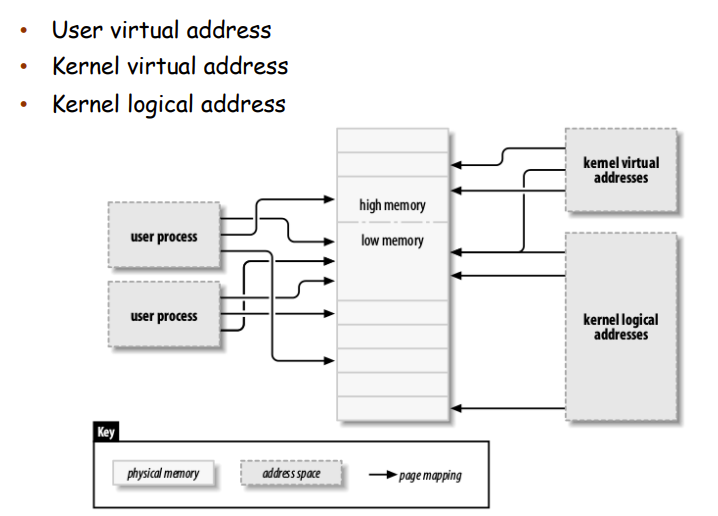 • User virtual address
• Kernel virtual address
• Kernel logical address
kernel virtual
addresses
high memory
user process
low memory
user process
kernel logical
addresses
Key
physical memory
address space
page mapping